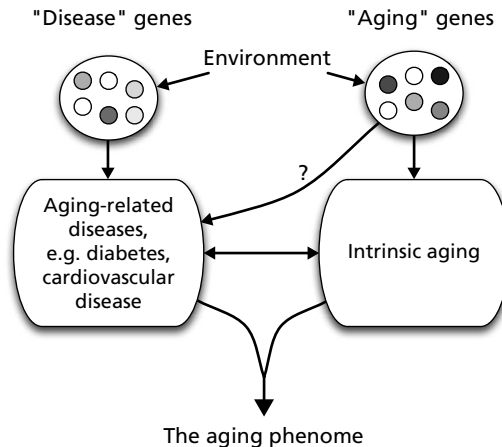 "Disease" genes
"Aging" genes
Environment
?
Aging-related
diseases,
e.g. diabetes,
cardiovascular
disease
Intrinsic aging
The aging phenome